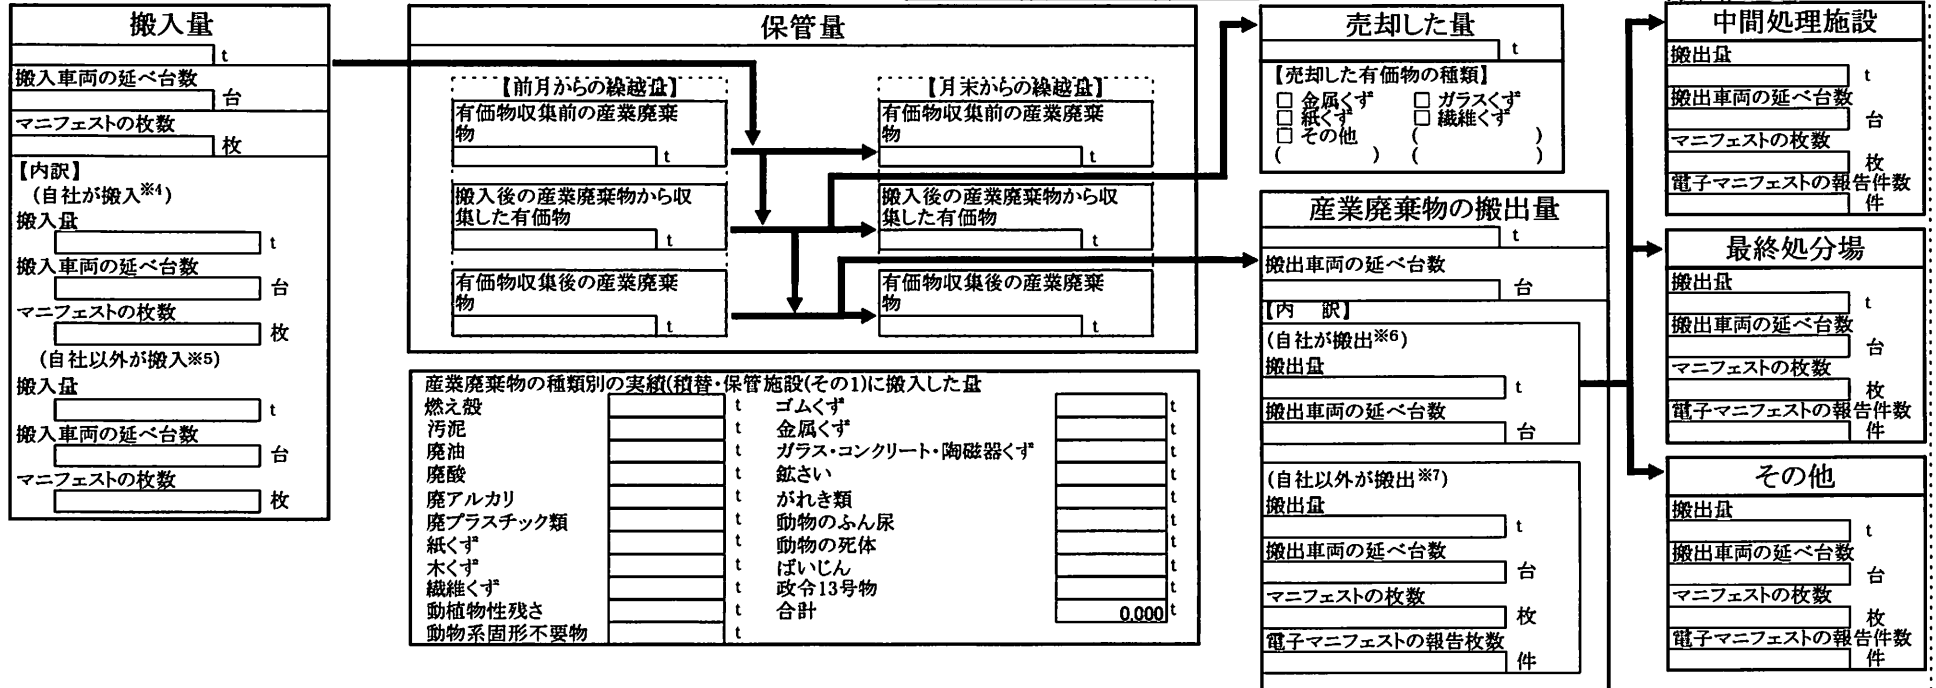 搬入量
t
搬入車両の延べ台数
台
マニフェストの枚数
枚
【内訳】
(自社が搬入※4)
搬入量
t
搬入車両の延べ台数
台
マニフェストの枚数
枚
(自社以外が搬入※5)
搬入量
t
搬入車両の延べ台数
台
マニフェストの枚数
枚
保管量
【前月からの繰越量】
有価物収集前の産業廃棄
物
t
搬入後の産業廃棄物から収
集した有価物
t
有価物収集後の産業廃棄
物
t
【月末からの繰越量】
有価物収集前の産業廃棄
物
t
搬入後の産業廃棄物から収
集した有価物
t
有価物収集後の産業廃棄
物
t
産業廃棄物の種類別の実績(積替・保管施設(その1)に搬入した量
燃え殻 t ゴムくず t
汚泥 t 金属くず t
廃油 t ガラス・コンクリート・陶磁器くず t
廃酸 t 鉱さい t
廃アルカリ t がれき類 t
廃プラスチック類 t 動物のふん尿 t
紙くず t 動物の死体 t
木くず t ばいじん t
繊維くず t 政令13号物 t
動植物性残さ t 合計 0.000 t
動物系固形不要物 t
売却した量
t
【売却した有価物の種類】
□ 金属くず □ ガラスくず
□ 紙くず □ 繊維くず
□ その他 ( )
( ) ( )
産業廃棄物の搬出量
t
搬出車両の延べ台数
台
【内 訳】
(自社が搬出※6)
搬出量
t
搬出車両の延べ台数
台
(自社以外が搬出※7)
搬出量
t
搬出車両の延べ台数
台
マニフェストの枚数
枚
電子マニフェストの報告枚数
件
中間処理施設
搬出量
t
搬出車両の延べ台数
台
マニフェストの枚数
枚
電子マニフェストの報告件数
件
最終処分場
搬出量
t
搬出車両の延べ台数
台
マニフェストの枚数
枚
電子マニフェストの報告件数
件
その他
搬出量
t
搬出車両の延べ台数
台
マニフェストの枚数
枚
電子マニフェストの報告件数
件